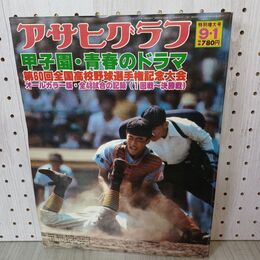 アサヒグラフ
特別増大号
9・1
780円
甲子園・青春のドラマ
第60回全国高校野球選手権記念大会
オールカラー版・全48試合の記録(1回戦〜決勝戦)